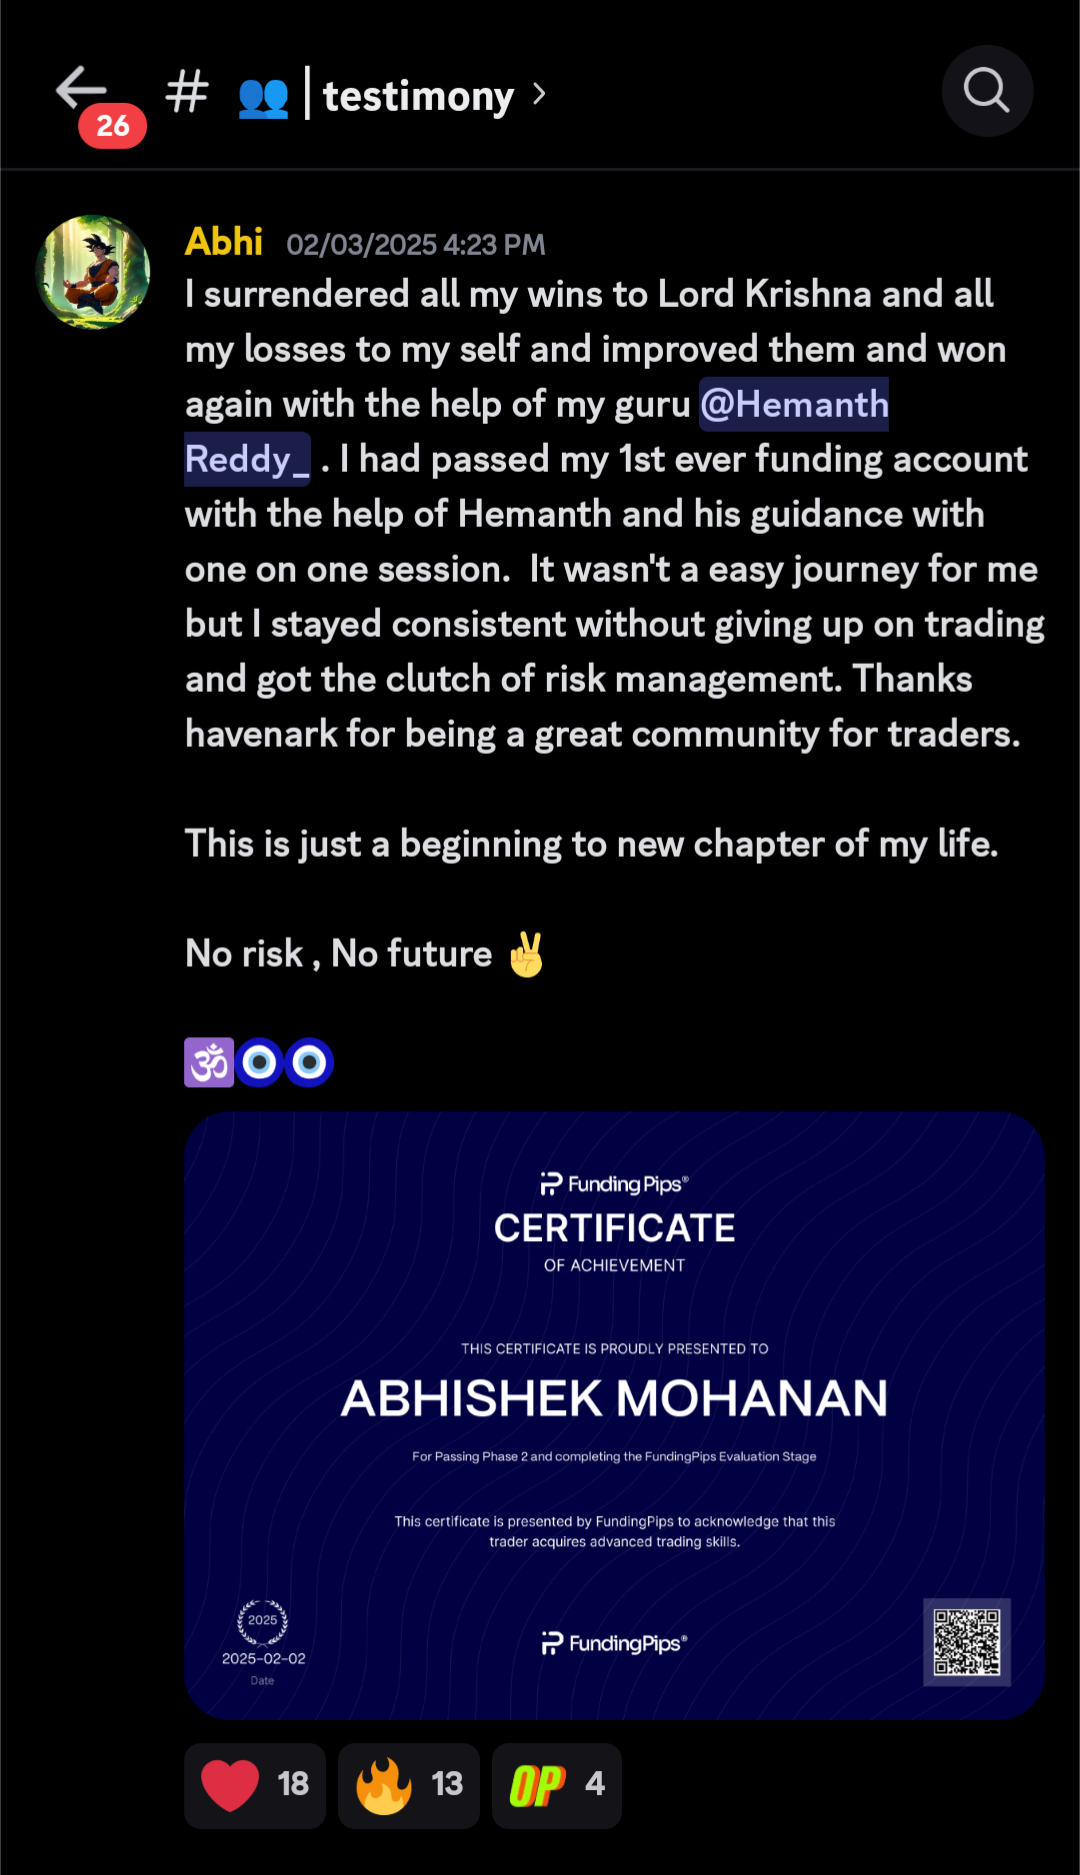 26
# 👥 | testimony >
Abhi 02/03/2025 4:23 PM
I surrendered all my wins to Lord Krishna and all
my losses to my self and improved them and won
again with the help of my guru @Hemanth
Reddy_ . I had passed my 1st ever funding account
with the help of Hemanth and his guidance with
one on one session.  It wasn't a easy journey for me
but I stayed consistent without giving up on trading
and got the clutch of risk management. Thanks
havenark for being a great community for traders.
This is just a beginning to new chapter of my life.
No risk , No future ✌️
🕉️🧿🧿
FundingPips®
CERTIFICATE
OF ACHIEVEMENT
THIS CERTIFICATE IS PROUDLY PRESENTED TO
ABHISHEK MOHANAN
For Passing Phase 2 and completing the FundingPips Evaluation Stage
This certificate is presented by FundingPips to acknowledge that this
trader acquires advanced trading skills.
2025
2025-02-02
Date
FundingPips®
❤️ 18 🔥 13 OP 4